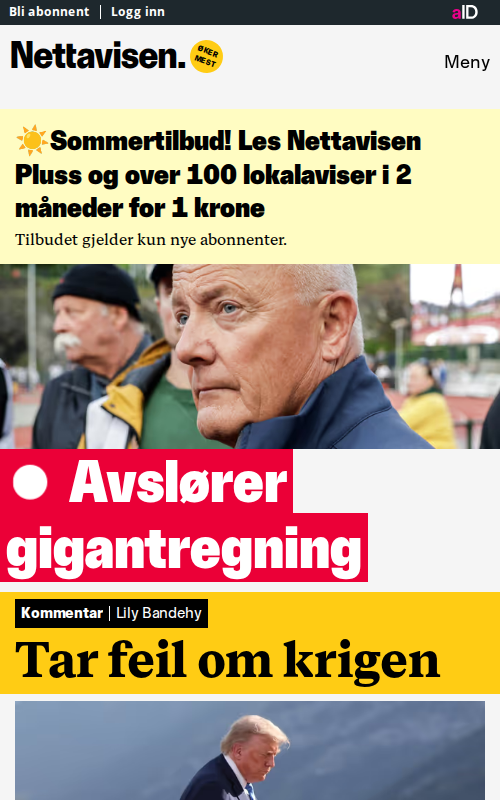 Bli abonnent | Logg inn
aID
Nettavisen.
ØKER
MEST
Meny
☀️Sommertilbud! Les Nettavisen
Pluss og over 100 lokalaviser i 2
måneder for 1 krone
Tilbudet gjelder kun nye abonnenter.
Avslører
gigantregning
Kommentar | Lily Bandehy
Tar feil om krigen